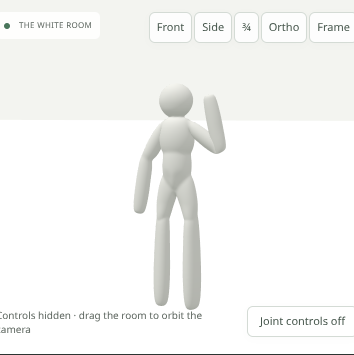 THE WHITE ROOM
Front Side ¾ Ortho Frame
Controls hidden · drag the room to orbit the
camera
Joint controls off